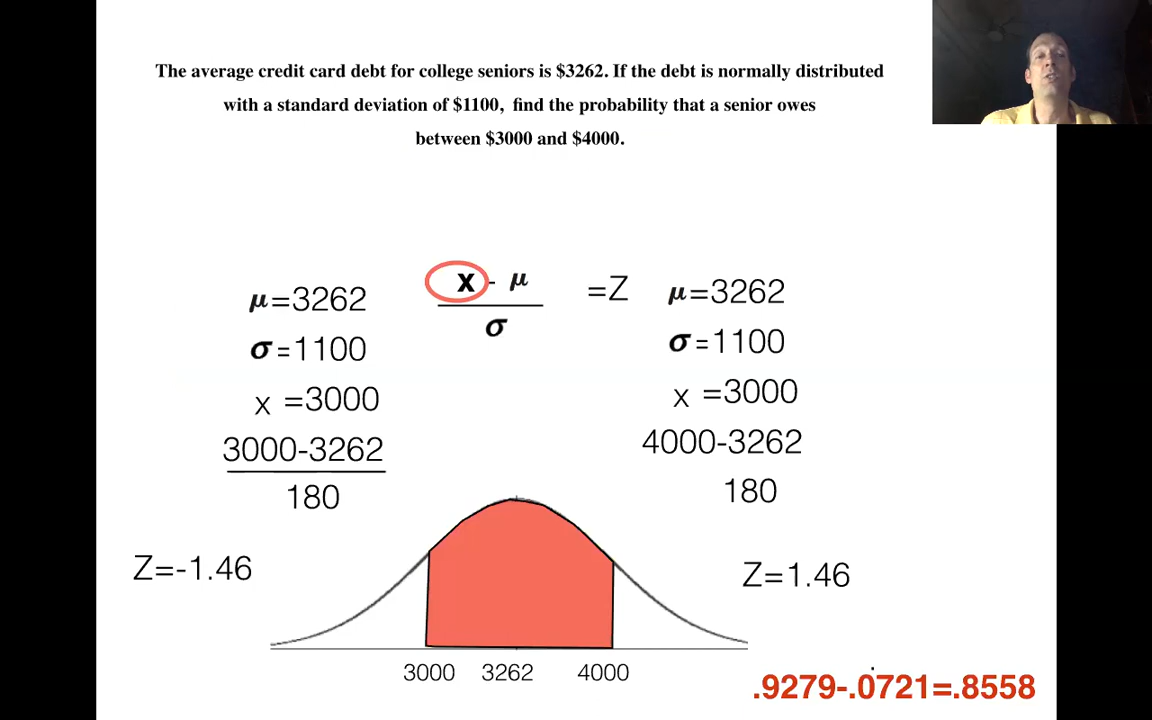 The average credit card debt for college seniors is $3262. If the debt is normally distributed
with a standard deviation of $1100, find the probability that a senior owes
between $3000 and $4000.
μ=3262
σ=1100
x =3000
3000-3262
180
Z=-1.46
x - μ
σ
=Z
μ=3262
σ=1100
x =3000
4000-3262
180
Z=1.46
3000 3262 4000
.9279-.0721=.8558